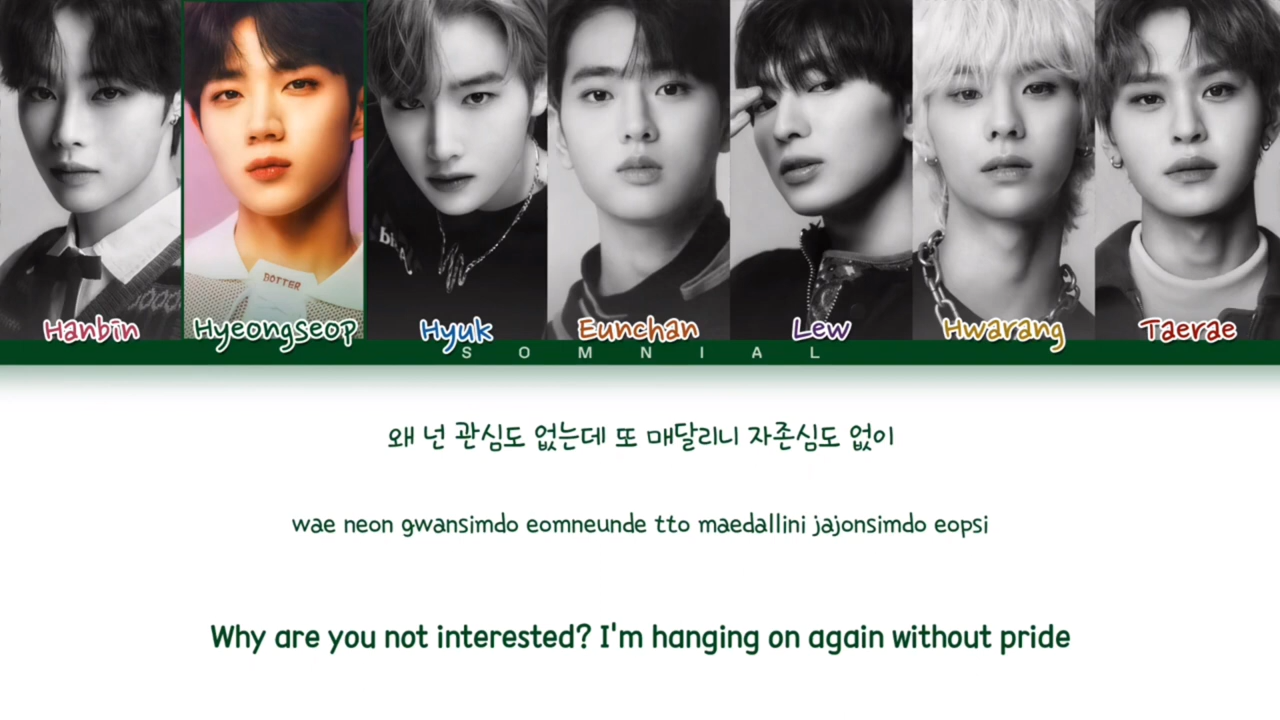 BOTTER
Hanbin Hyeongseop Hyuk Eunchan Lew Hwarang Taerae
SOMNIAL
왜 넌 관심도 없는데 또 매달리니 자존심도 없이
wae neon gwansimdo eomneunde tto maedallini jajonsimdo eopsi
Why are you not interested? I'm hanging on again without pride